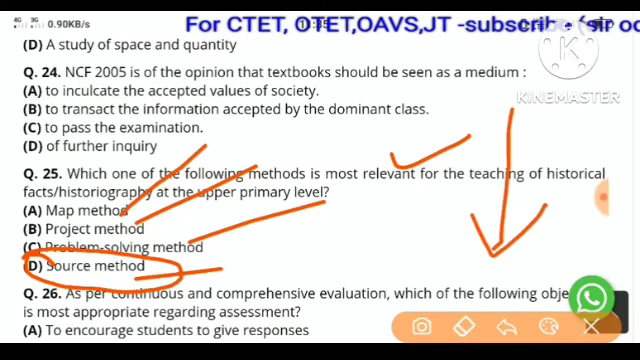 4G 3G 0.90KB/s
For CTET, OTET,OAVS,JT -subscribe (sir
(D) A study of space and quantity
Q. 24. NCF 2005 is of the opinion that textbooks should be seen as a medium :
(A) to inculcate the accepted values of society.
(B) to transact the information accepted by the dominant class.
(C) to pass the examination.
(D) of further inquiry
KINEMASTER
Q. 25. Which one of the following methods is most relevant for the teaching of historical
facts/historiography at the upper primary level?
(A) Map method
(B) Project method
(C) Problem-solving method
(D) Source method
Q. 26. As per continuous and comprehensive evaluation, which of the following
is most appropriate regarding assessment?
(A) To encourage students to give responses